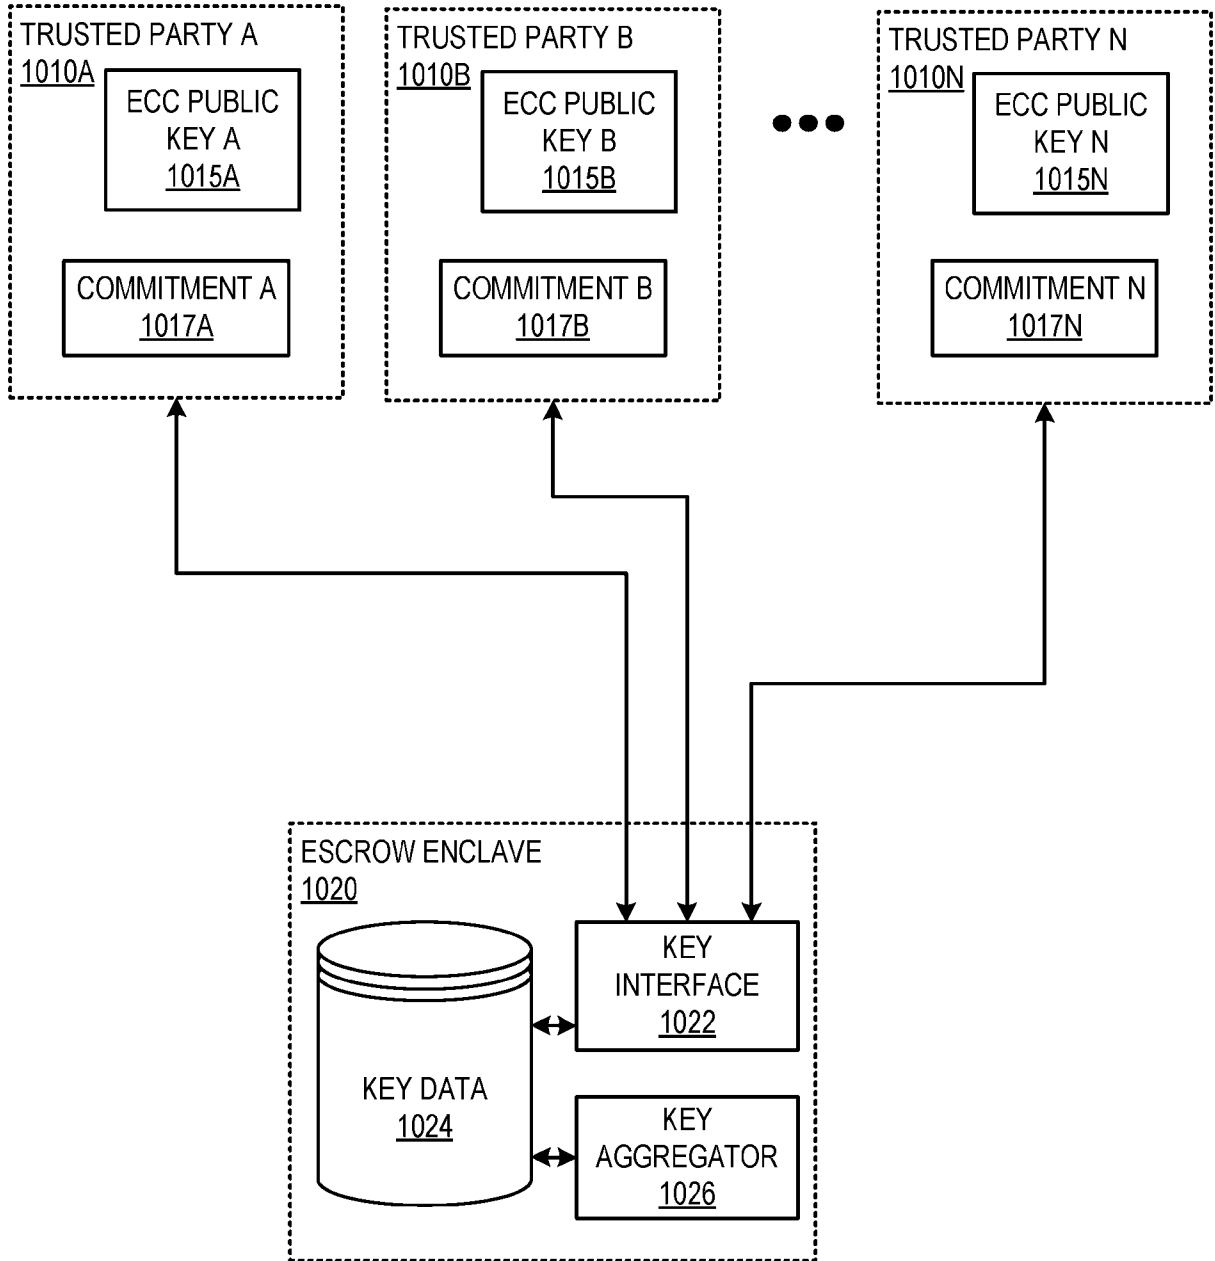 TRUSTED PARTY A
1010A
ECC PUBLIC
KEY A
1015A
COMMITMENT A
1017A
TRUSTED PARTY B
1010B
ECC PUBLIC
KEY B
1015B
COMMITMENT B
1017B
TRUSTED PARTY N
1010N
ECC PUBLIC
KEY N
1015N
COMMITMENT N
1017N
ESCROW ENCLAVE
1020
KEY
INTERFACE
1022
KEY DATA
1024
KEY
AGGREGATOR
1026